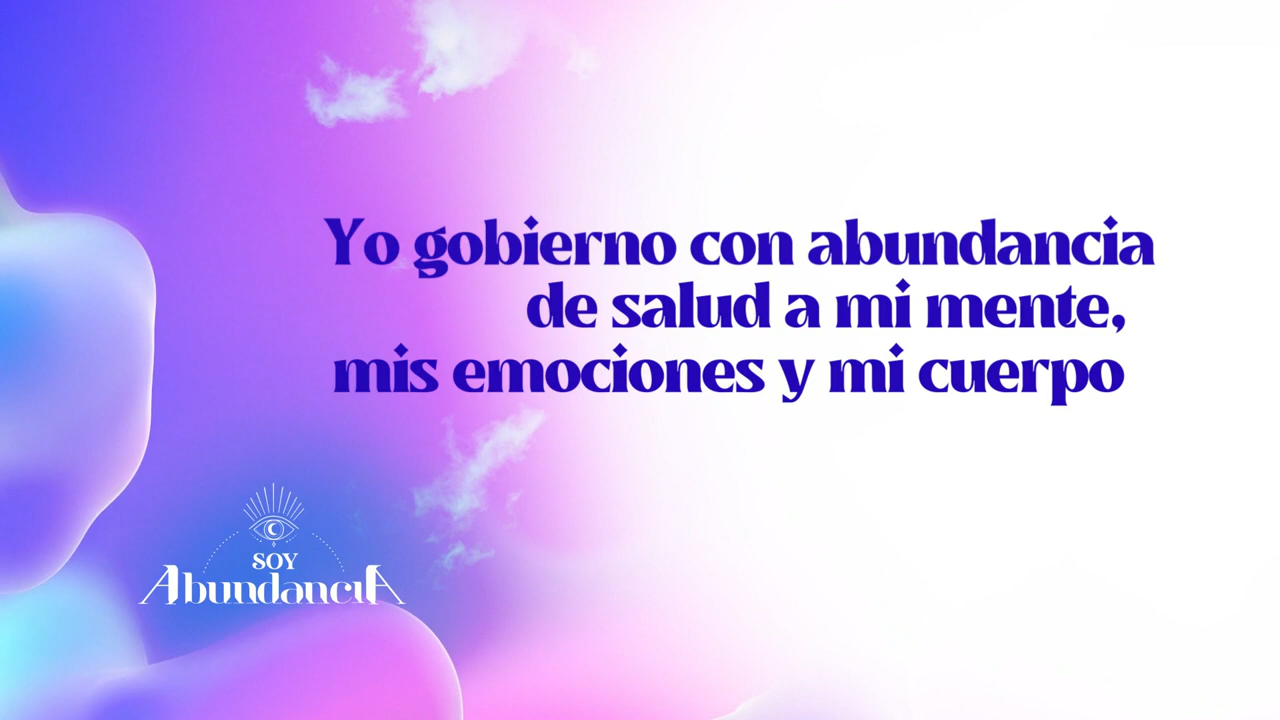 Yo gobierno con abundancia
de salud a mi mente,
mis emociones y mi cuerpo
SOY
AbundanciA